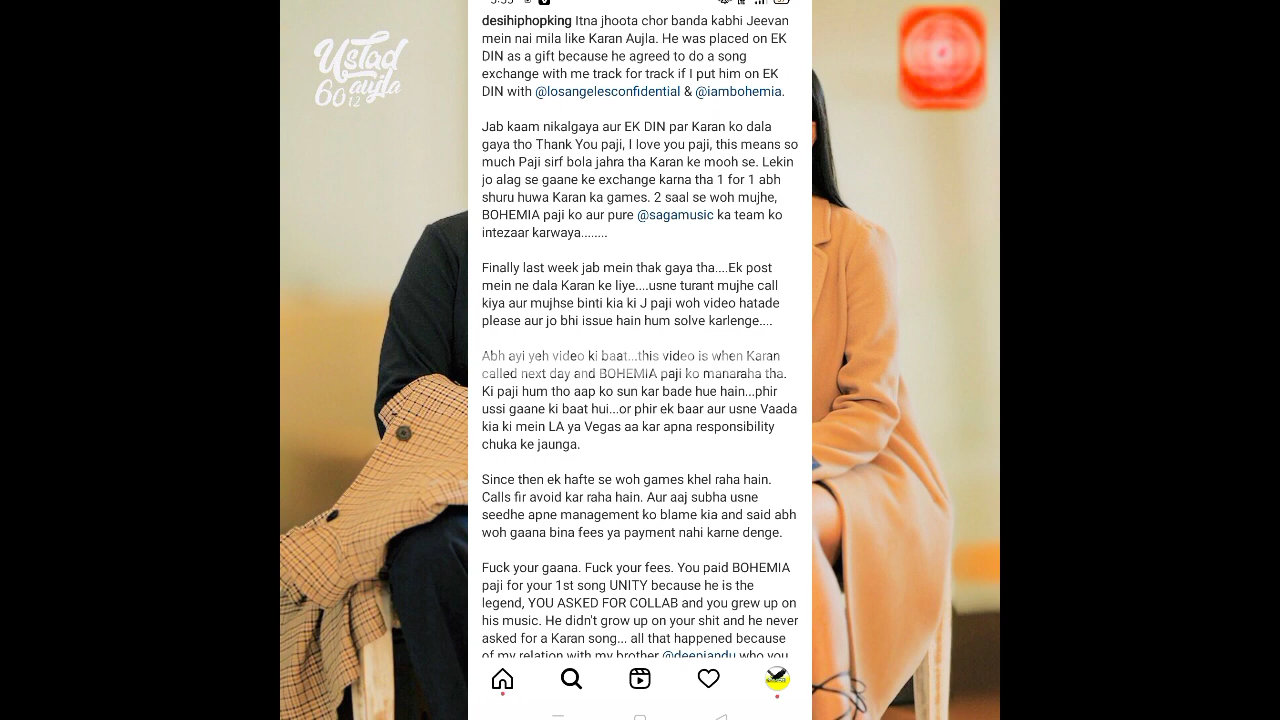 Ustad
aujla
60 12
desihiphopking Itna jhoota chor banda kabhi Jeevan
mein nai mila like Karan Aujla. He was placed on EK
DIN as a gift because he agreed to do a song
exchange with me track for track if I put him on EK
DIN with @losangelesconfidential & @iambohemia.
Jab kaam nikalgaya aur EK DIN par Karan ko dala
gaya tho Thank You paji, I love you paji, this means so
much Paji sirf bola jahra tha Karan ke mooh se. Lekin
jo alag se gaane ke exchange karna tha 1 for 1 abh
shuru huwa Karan ka games. 2 saal se woh mujhe,
BOHEMIA paji ko aur pure @sagamusic ka team ko
intezaar karwaya........
Finally last week jab mein thak gaya tha....Ek post
mein ne dala Karan ke liye....usne turant mujhe call
kiya aur mujhse binti kia ki J paji woh video hatade
please aur jo bhi issue hain hum solve karlenge....
Abh ayi yeh video ki baat...this video is when Karan
called next day and BOHEMIA paji ko manaraha tha.
Ki paji hum tho aap ko sun kar bade hue hain...phir
ussi gaane ki baat hui...or phir ek baar aur usne Vaada
kia ki mein LA ya Vegas aa kar apna responsibility
chuka ke jaunga.
Since then ek hafte se woh games khel raha hain.
Calls fir avoid kar raha hain. Aur aaj subha usne
seedhe apne management ko blame kia and said abh
woh gaana bina fees ya payment nahi karne denge.
Fuck your gaana. Fuck your fees. You paid BOHEMIA
paji for your 1st song UNITY because he is the
legend, YOU ASKED FOR COLLAB and you grew up on
his music. He didn't grow up on your shit and he never
asked for a Karan song... all that happened because
of my relation with my brother @deepjandu who you